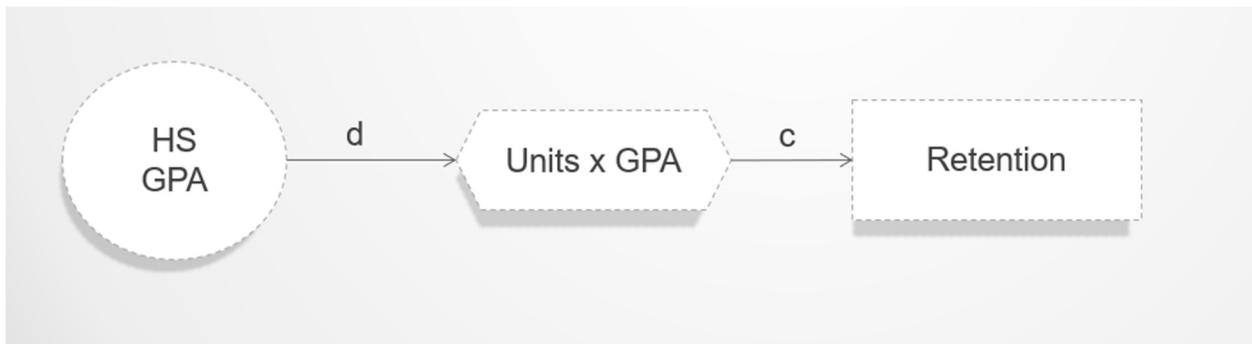 HS
GPA
d
Units x GPA
c
Retention